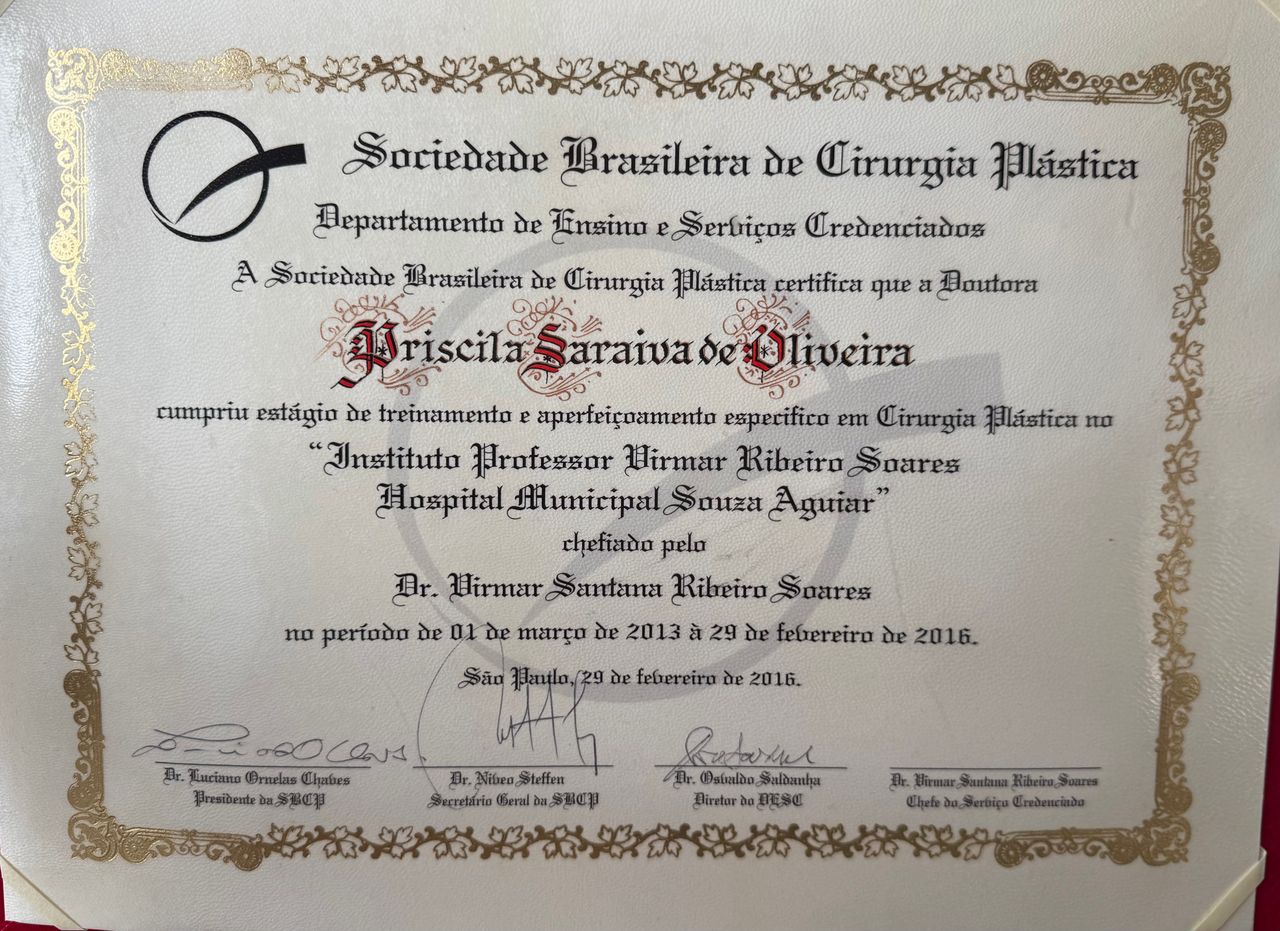 Sociedade Brasileira de Cirurgia Plástica
Departamento de Ensino e Serviços Credenciados
A Sociedade Brasileira de Cirurgia Plástica certifica que a Doutora
Priscila Saraiva de Oliveira
cumpriu estágio de treinamento e aperfeiçoamento específico em Cirurgia Plástica no
“Instituto Professor Virmar Ribeiro Soares
Hospital Municipal Souza Aguiar”
chefiado pelo
Dr. Virmar Santana Ribeiro Soares
no período de 01 de março de 2013 à 29 de fevereiro de 2016.
São Paulo, 29 de fevereiro de 2016.
Dr. Luciano Ornelas Chaves
Presidente da SBCP
Dr. Níveo Steffen
Secretário Geral da SBCP
Dr. Osvaldo Saldanha
Diretor do DESC
Dr. Virmar Santana Ribeiro Soares
Chefe do Serviço Credenciado